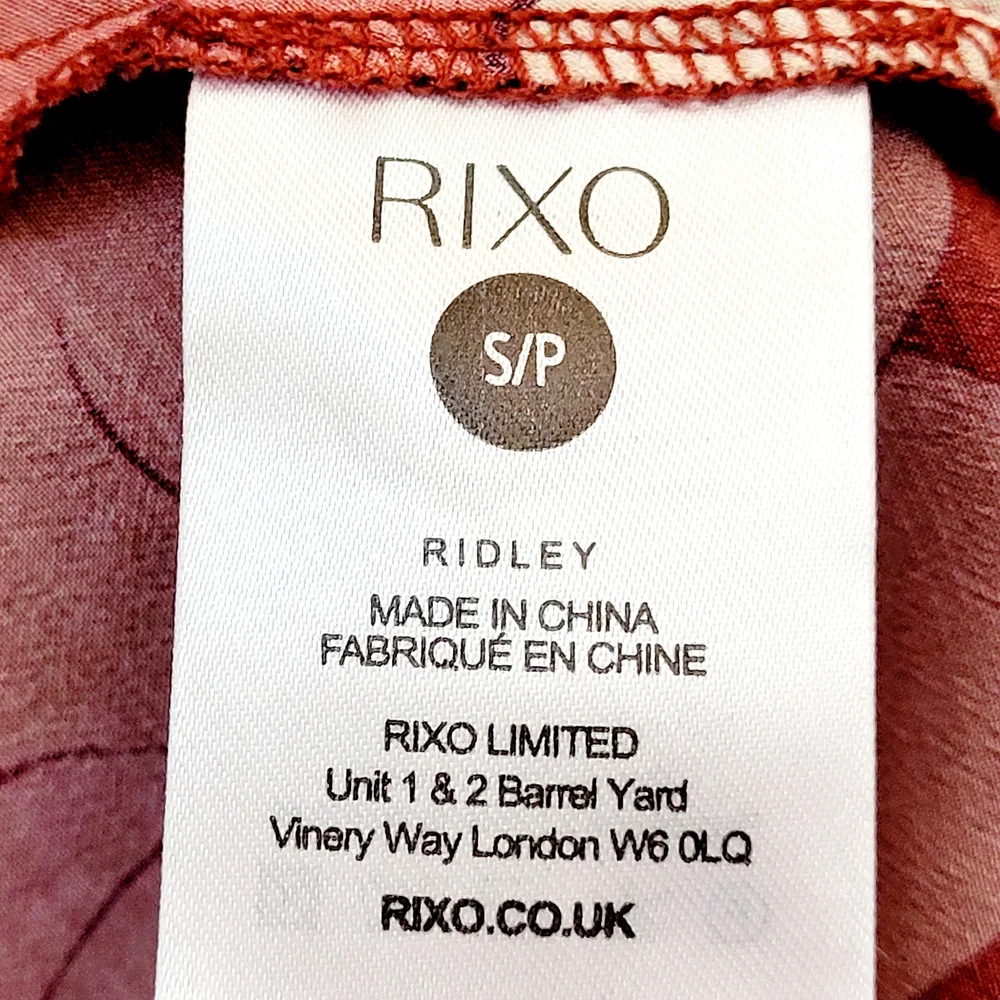 RIXO
S/P
RIDLEY
MADE IN CHINA
FABRIQUÉ EN CHINE
RIXO LIMITED
Unit 1 & 2 Barrel Yard
Vinery Way London W6 0LQ
RIXO.CO.UK